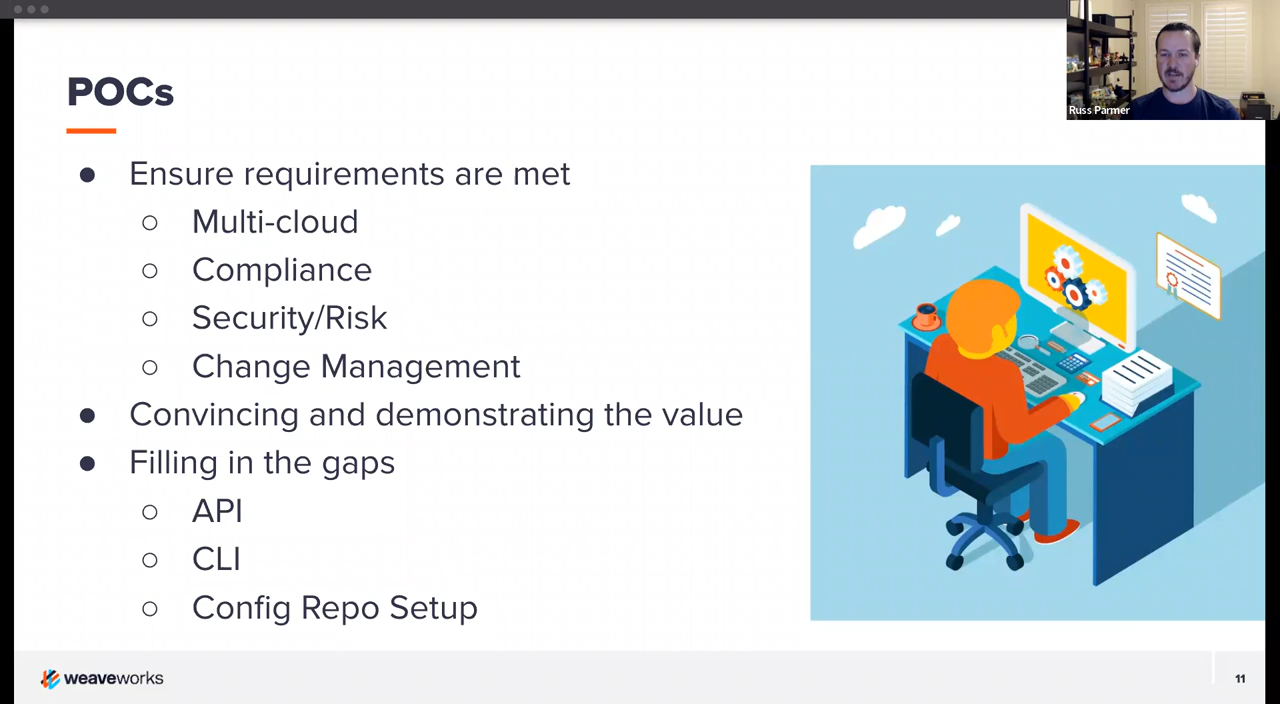 Russ Parmer
POCs
● Ensure requirements are met
○ Multi-cloud
○ Compliance
○ Security/Risk
○ Change Management
● Convincing and demonstrating the value
● Filling in the gaps
○ API
○ CLI
○ Config Repo Setup
weaveworks
11